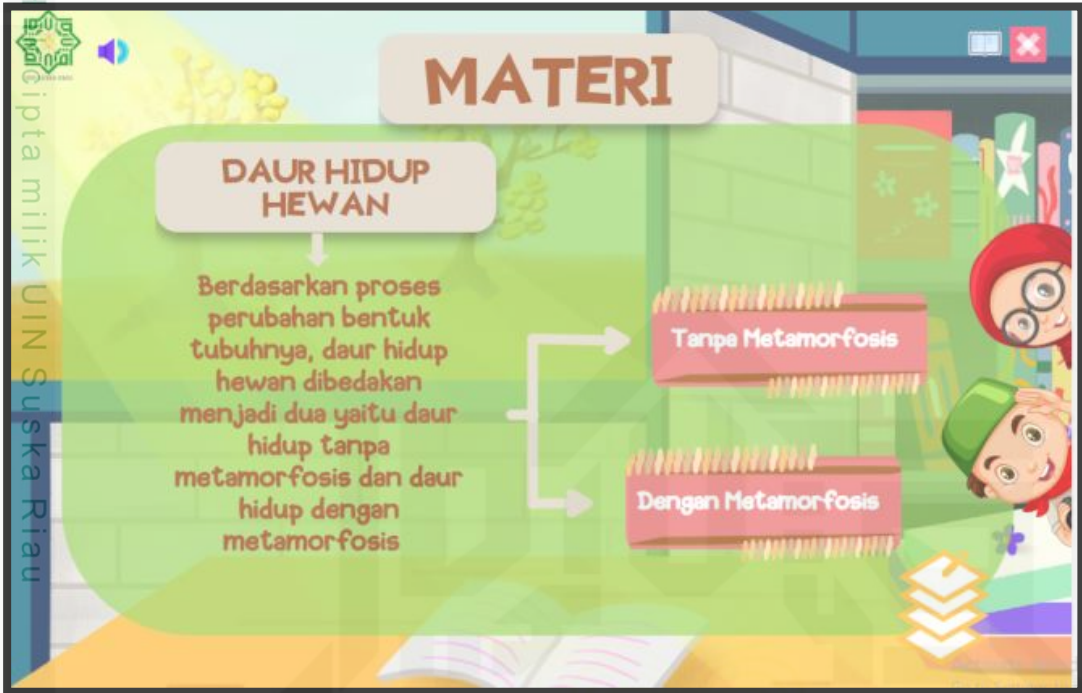 MATERI
DAUR HIDUP
HEWAN
Berdasarkan proses
perubahan bentuk
tubuhnya, daur hidup
hewan dibedakan
menjadi dua yaitu daur
hidup tanpa
metamorfosis dan daur
hidup dengan
metamorfosis
Tanpa Metamorfosis
Dengan Metamorfosis
cipta milik UIN Suska Riau